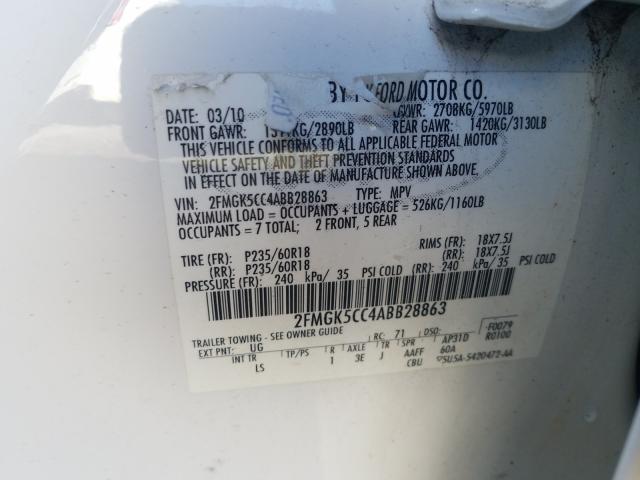 BY FORD MOTOR CO.
DATE: 03/10 GVWR: 2708KG/5970LB
FRONT GAWR: KG/2890LB REAR GAWR: 1420KG/3130LB
THIS VEHICLE CONFORMS TO ALL APPLICABLE FEDERAL MOTOR
VEHICLE SAFETY AND THEFT PREVENTION STANDARDS
IN EFFECT ON THE DATE OF MANUFACTURE SHOWN ABOVE.
VIN: 2FMGK5CC4ABB28863 TYPE: MPV
MAXIMUM LOAD = OCCUPANTS + LUGGAGE = 526KG/1160LB
OCCUPANTS = 7 TOTAL; 2 FRONT, 5 REAR
TIRE (FR): P235/60R18 RIMS (FR): 18X7.5J
(RR): P235/60R18 (RR): 18X7.5J
PRESSURE (FR): 240 kPa/ 35 PSI COLD (RR): 240 kPa/ 35 PSI COLD
2FMGK5CC4ABB28863
TRAILER TOWING - SEE OWNER GUIDE RC: 71 DSO: F0079
EXT PNT: UG AP31D R0100
INT TR TP/PS R AXLE TR SPR 60A
LS 1 3E J AAFF
CBU 5U5A-5420472-AA